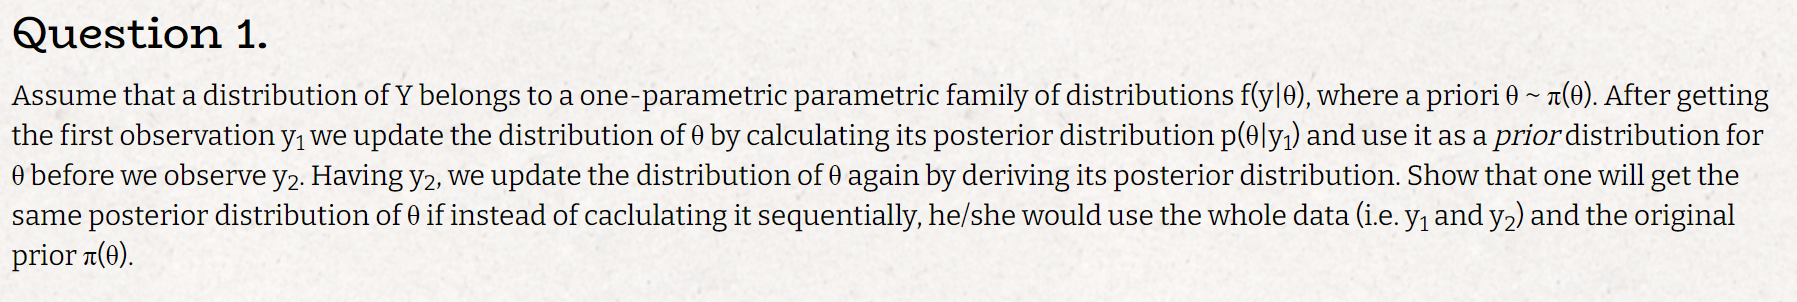 Question 1.
Assume that a distribution of Y belongs to a one-parametric parametric family of distributions f(y|θ), where a priori θ ~ π(θ). After getting
the first observation y₁ we update the distribution of θ by calculating its posterior distribution p(θ|y₁) and use it as a prior distribution for
θ before we observe y₂. Having y₂, we update the distribution of θ again by deriving its posterior distribution. Show that one will get the
same posterior distribution of θ if instead of caclulating it sequentially, he/she would use the whole data (i.e. y₁ and y₂) and the original
prior π(θ).